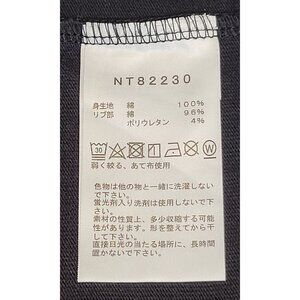 NT82230
身生地 綿 100%
リブ部 綿 96%
ポリウレタン 4%
30
W
弱く絞る、あて布使用
色物は他の物と一緒に洗濯しない
で下さい。
蛍光剤入り洗剤は使用しないで下
さい。
素材の性質上、多少収縮する可能
性があります。形を整えてから干
して下さい。
直接日光の当たる場所に、長時間
置かないで下さい。